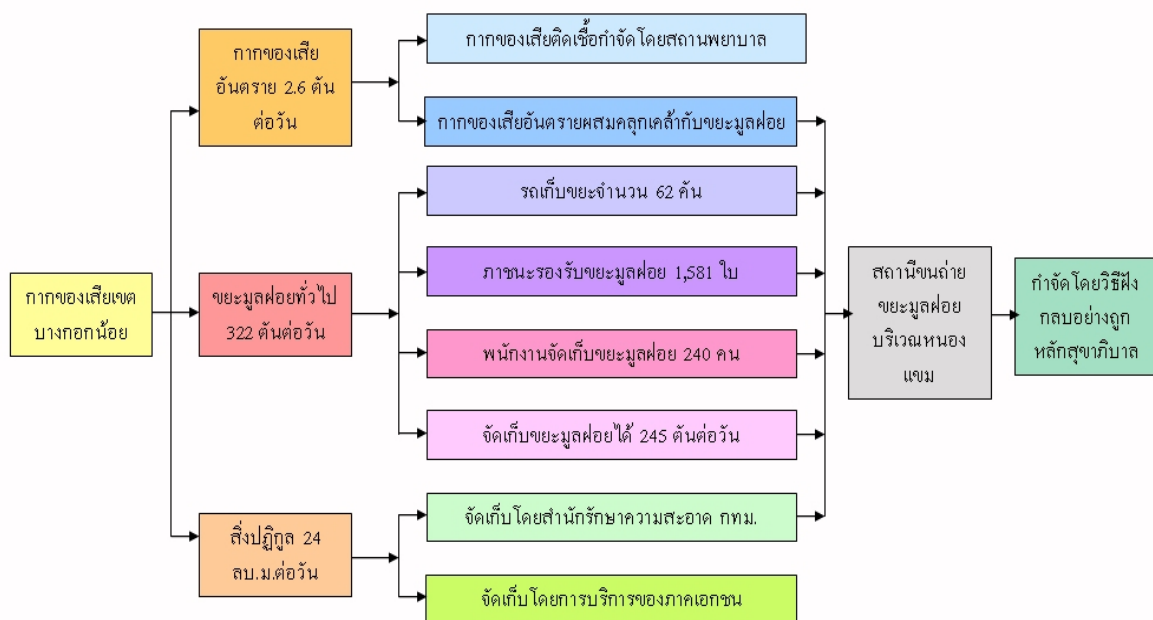 กากของเสียเขต
บางกอกน้อย
กากของเสีย
อันตราย 2.6 ตัน
ต่อวัน
กากของเสียติดเชื้อกำจัดโดยสถานพยาบาล
กากของเสียอันตรายผสมคลุกเคล้ากับขยะมูลฝอย
ขยะมูลฝอยทั่วไป
322 ตันต่อวัน
รถเก็บขยะจำนวน 62 คัน
ภาชนะรองรับขยะมูลฝอย 1,581 ใบ
พนักงานจัดเก็บขยะมูลฝอย 240 คน
จัดเก็บขยะมูลฝอยได้ 245 ตันต่อวัน
สิ่งปฏิกูล 24
ลบ.ม.ต่อวัน
จัดเก็บโดยสำนักรักษาความสะอาด กทม.
จัดเก็บโดยการบริการของภาคเอกชน
สถานีขนถ่าย
ขยะมูลฝอย
บริเวณหนอง
แขม
กำจัดโดยวิธีฝัง
กลบอย่างถูก
หลักสุขาภิบาล